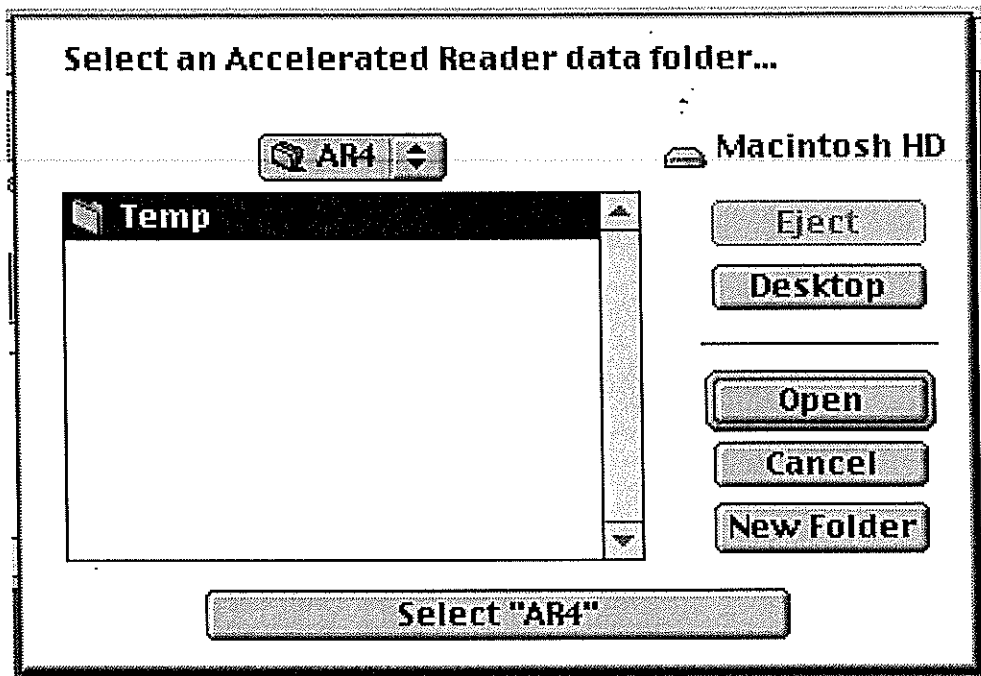 Select an Accelerated Reader data folder...
AR4
Macintosh HD
Temp
Eject
Desktop
Open
Cancel
New Folder
Select "AR4"